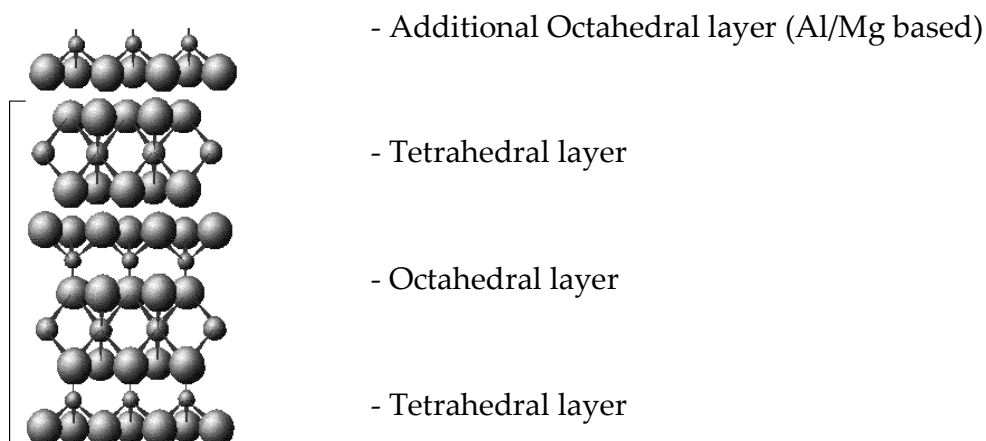 - Additional Octahedral layer (Al/Mg based)
- Tetrahedral layer
- Octahedral layer
- Tetrahedral layer